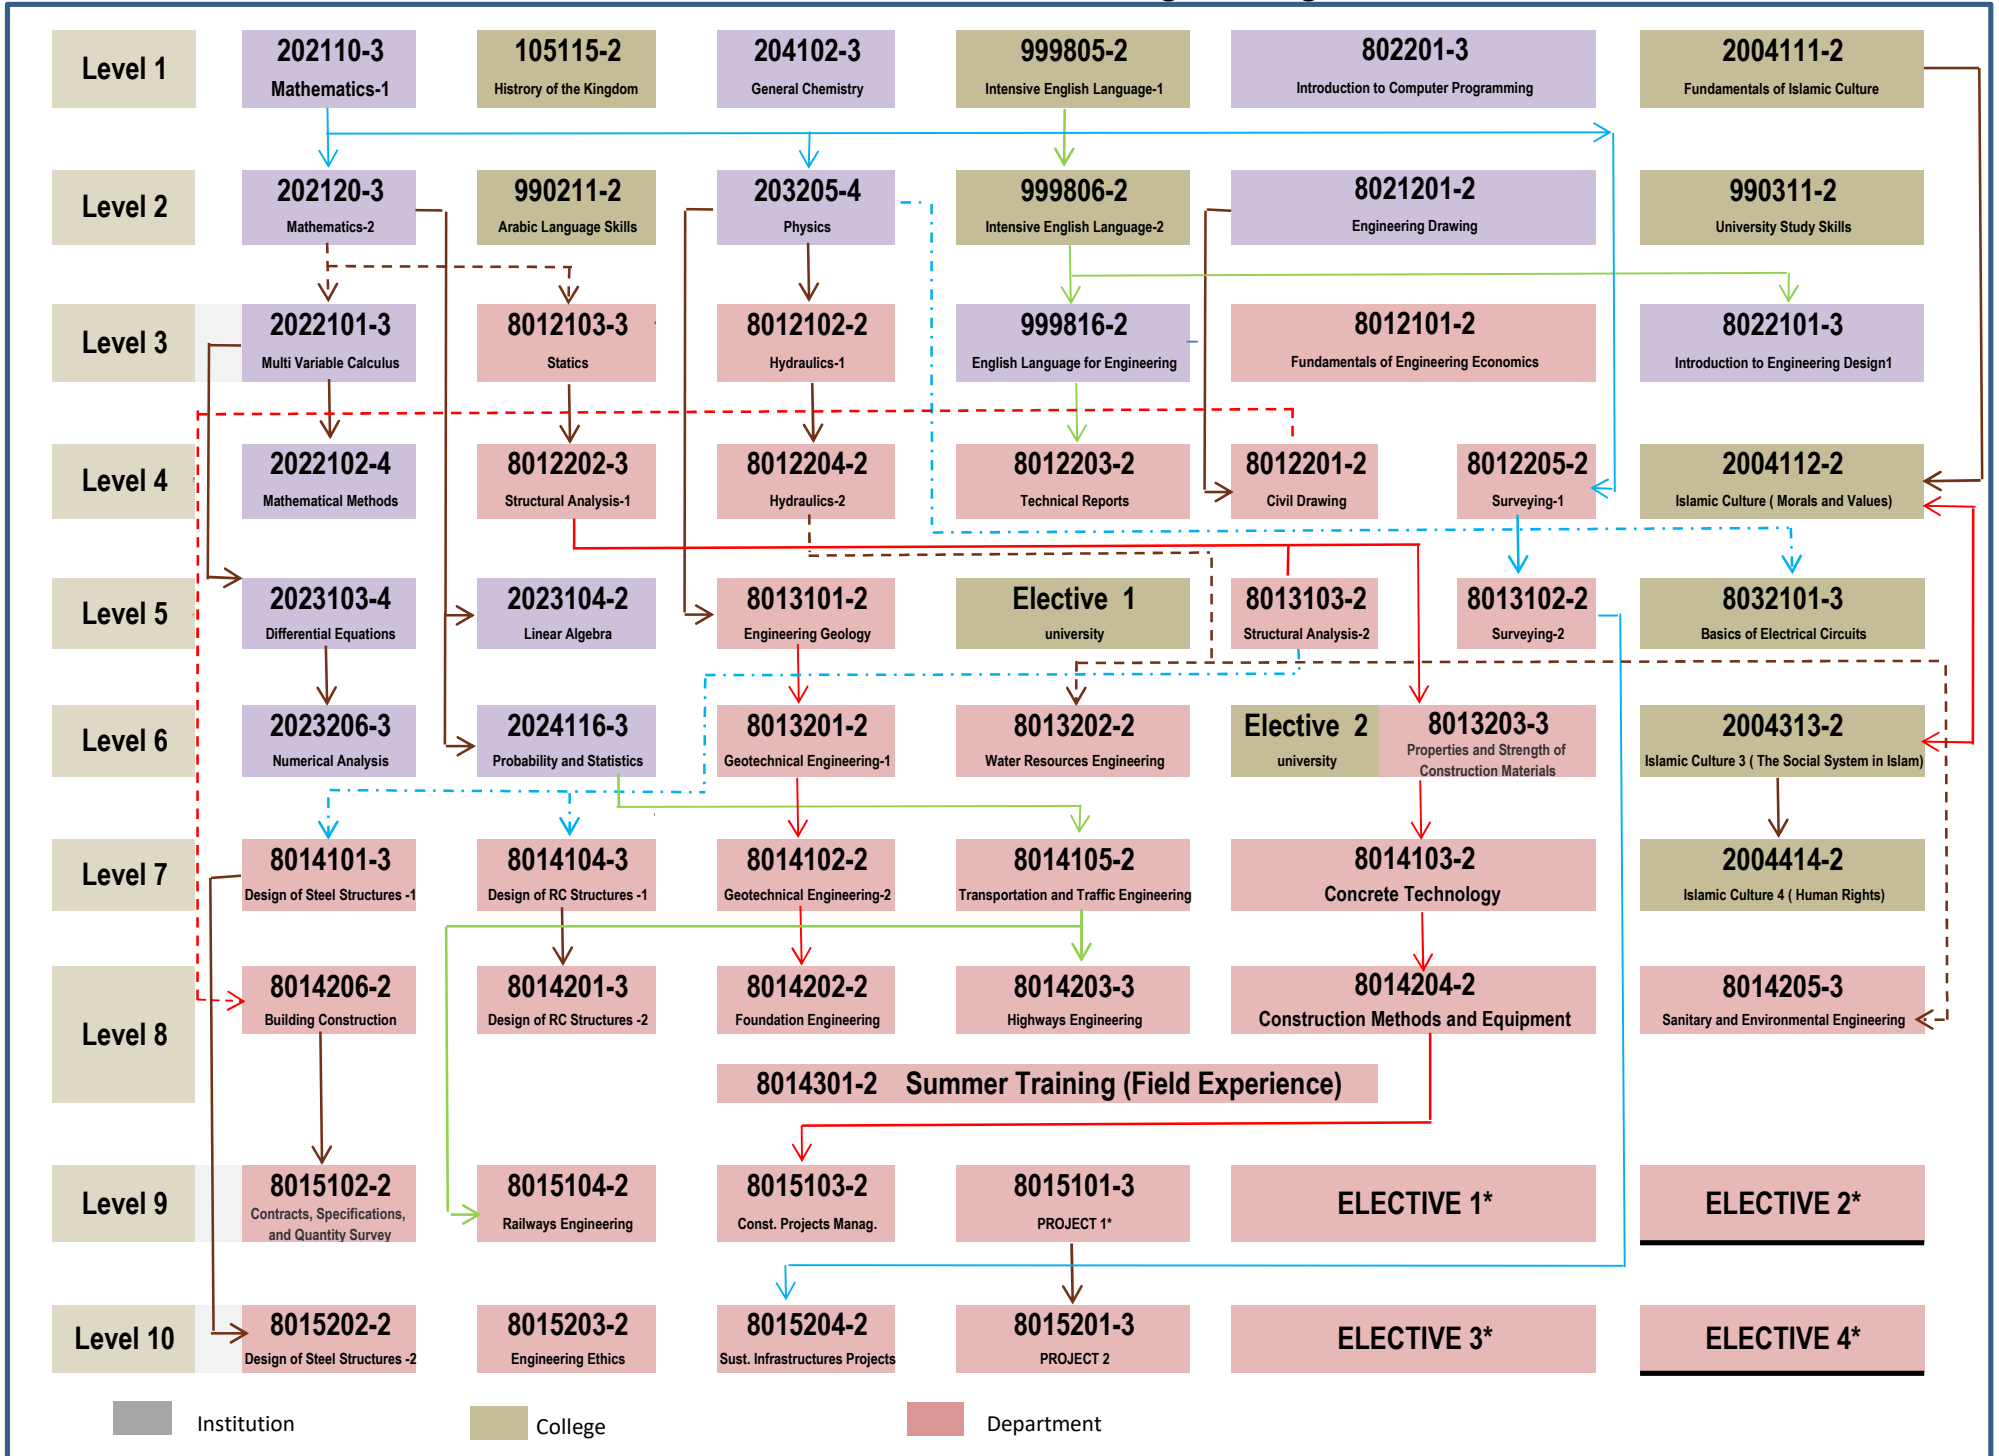 Level 1
202110-3
Mathematics-1
105115-2
Histrory of the Kingdom
204102-3
General Chemistry
999805-2
Intensive English Language-1
802201-3
Introduction to Computer Programming
2004111-2
Fundamentals of Islamic Culture
Level 2
202120-3
Mathematics-2
990211-2
Arabic Language Skills
203205-4
Physics
999806-2
Intensive English Language-2
8021201-2
Engineering Drawing
990311-2
University Study Skills
Level 3
2022101-3
Multi Variable Calculus
8012103-3
Statics
8012102-2
Hydraulics-1
999816-2
English Language for Engineering
8012101-2
Fundamentals of Engineering Economics
8022101-3
Introduction to Engineering Design1
Level 4
2022102-4
Mathematical Methods
8012202-3
Structural Analysis-1
8012204-2
Hydraulics-2
8012203-2
Technical Reports
8012201-2
Civil Drawing
8012205-2
Surveying-1
2004112-2
Islamic Culture ( Morals and Values)
Level 5
2023103-4
Differential Equations
2023104-2
Linear Algebra
8013101-2
Engineering Geology
Elective 1
university
8013103-2
Structural Analysis-2
8013102-2
Surveying-2
8032101-3
Basics of Electrical Circuits
Level 6
2023206-3
Numerical Analysis
2024116-3
Probability and Statistics
8013201-2
Geotechnical Engineering-1
8013202-2
Water Resources Engineering
Elective 2
university
8013203-3
Properties and Strength of
Construction Materials
2004313-2
Islamic Culture 3 ( The Social System in Islam)
Level 7
8014101-3
Design of Steel Structures -1
8014104-3
Design of RC Structures -1
8014102-2
Geotechnical Engineering-2
8014105-2
Transportation and Traffic Engineering
8014103-2
Concrete Technology
2004414-2
Islamic Culture 4 ( Human Rights)
Level 8
8014206-2
Building Construction
8014201-3
Design of RC Structures -2
8014202-2
Foundation Engineering
8014203-3
Highways Engineering
8014204-2
Construction Methods and Equipment
8014205-3
Sanitary and Environmental Engineering
8014301-2 Summer Training (Field Experience)
Level 9
8015102-2
Contracts, Specifications,
and Quantity Survey
8015104-2
Railways Engineering
8015103-2
Const. Projects Manag.
8015101-3
PROJECT 1*
ELECTIVE 1*
ELECTIVE 2*
Level 10
8015202-2
Design of Steel Structures -2
8015203-2
Engineering Ethics
8015204-2
Sust. Infrastructures Projects
8015201-3
PROJECT 2
ELECTIVE 3*
ELECTIVE 4*
Institution
College
Department